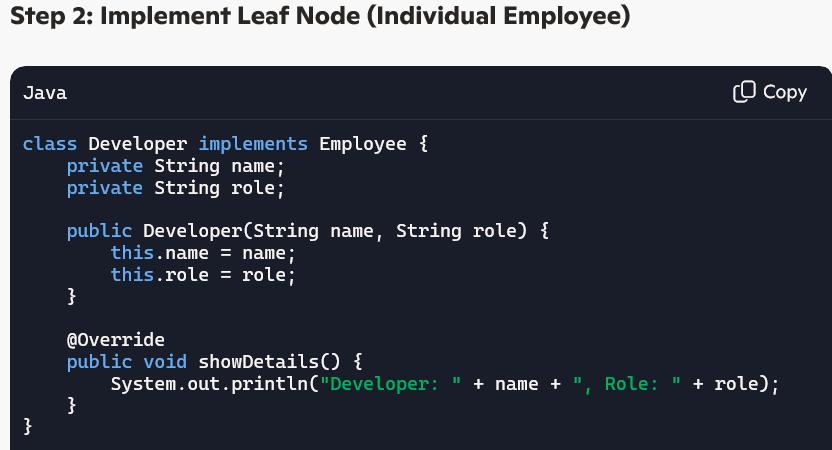 Step 2: Implement Leaf Node (Individual Employee)
Java
Copy
class Developer implements Employee {
    private String name;
    private String role;

    public Developer(String name, String role) {
        this.name = name;
        this.role = role;
    }

    @Override
    public void showDetails() {
        System.out.println("Developer: " + name + ", Role: " + role);
    }
}